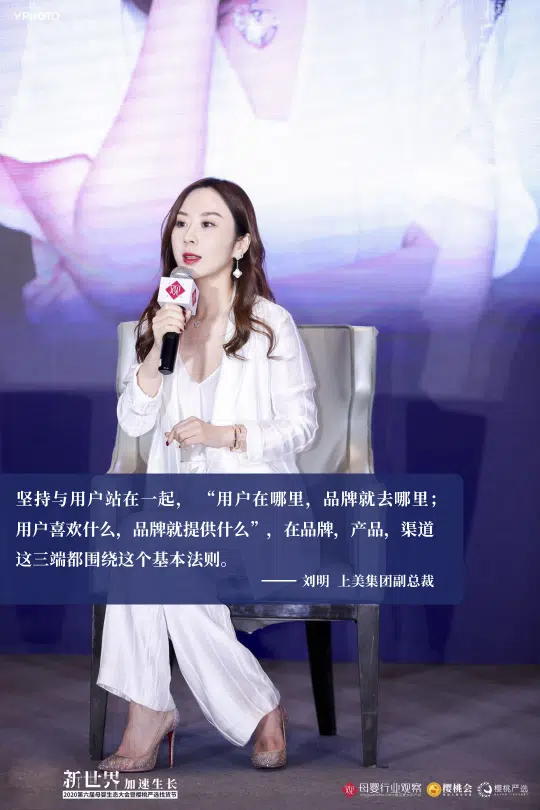 YPHOTO
坚持与用户站在一起，“用户在哪里，品牌就去哪里；
用户喜欢什么，品牌就提供什么”，在品牌，产品，渠道
这三端都围绕这个基本法则。
—— 刘明 上美集团副总裁
新世界 加速生长
2020第六届母婴生态大会暨樱桃严选找货节
母婴行业观察 樱桃会 樱桃严选